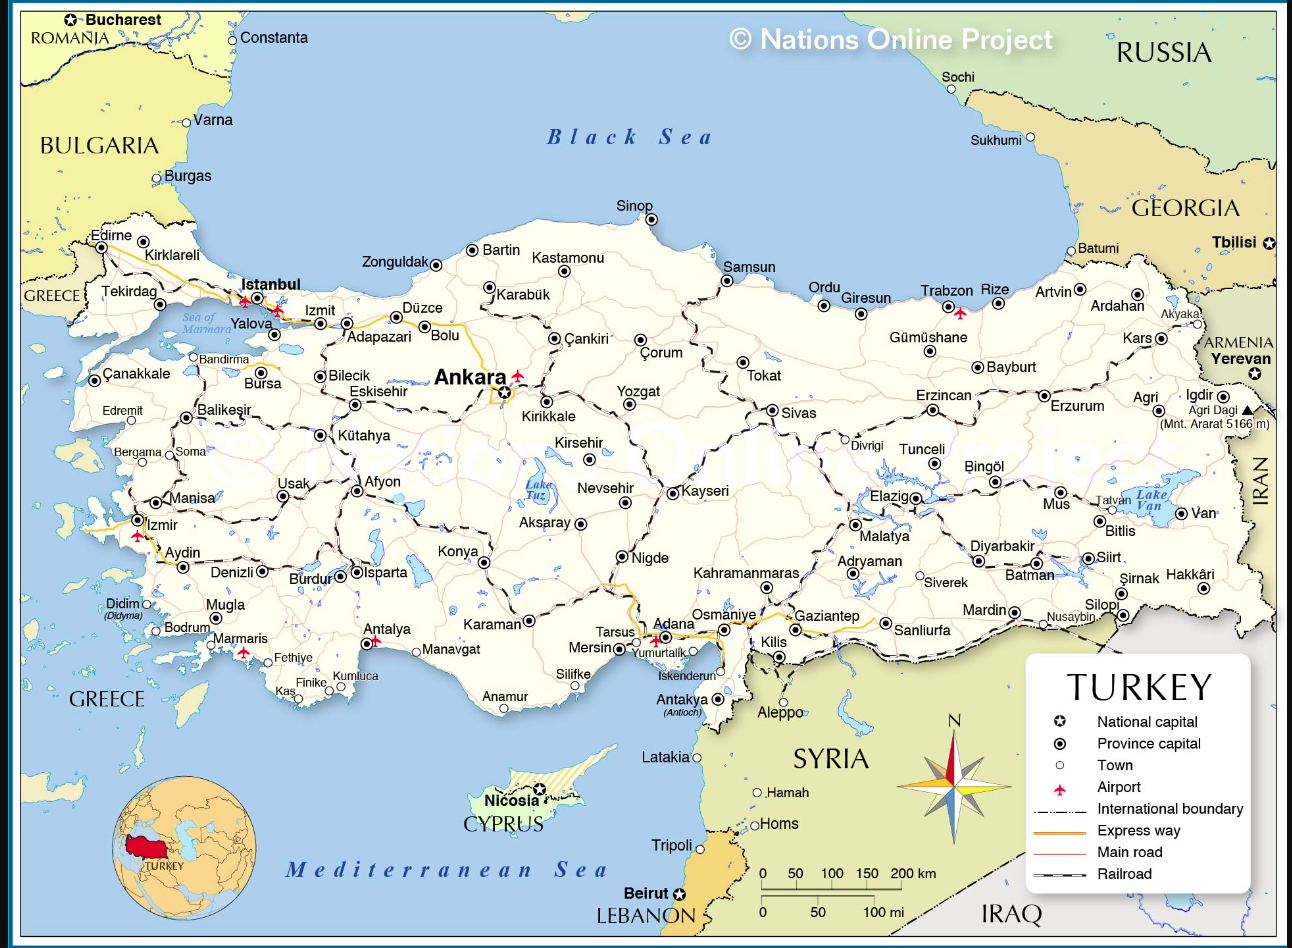 © Nations Online Project
Bucharest
ROMANIA
Constanta
RUSSIA
Sochi
Varna
BULGARIA
Black Sea
Sukhumi
Burgas
GEORGIA
Sinop
Edirne
Kirklareli
Batumi
Tbilisi
Zonguldak
Bartin
Kastamonu
Samsun
GREECE
Tekirdag
Istanbul
Karabük
Ordu
Giresun
Trabzon
Rize
Artvin
Ardahan
Sea of
Marmara
Yalova
Izmit
Düzce
Adapazari
Bolu
Akyaka
Çankiri
Çorum
Gümüshane
Kars
ARMENIA
Yerevan
Bandirma
Çanakkale
Bursa
Bilecik
Ankara
Tokat
Bayburt
Eskisehir
Yozgat
Erzincan
Erzurum
Agri
Igdir
Agri Dagi
(Mnt. Ararat 5166 m)
Edremit
Balikeşir
Kirikkale
Sivas
Kütahya
Divrigi
Bergama
Soma
Kirsehir
Tunceli
Bingöl
IRAN
Usak
Afyon
Lake
Tuz
Nevsehir
Kayseri
Elazig
Mus
Tatvan
Lake
Van
Van
Manisa
Izmir
Aksaray
Malatya
Bitlis
Aydin
Denizli
Burdur
Isparta
Konya
Nigde
Diyarbakir
Batman
Siirt
Kahramanmaras
Adryaman
Siverek
Şirnak
Hakkâri
Didim
(Didyma)
Mugla
Bodrum
Marmaris
Fethiye
Antalya
Manavgat
Karaman
Tarsus
Mersin
Adana
Yumurtalik
Osmaniye
Gaziantep
Kilis
Sanliurfa
Mardin
Nusaybin
Silopi
GREECE
Finike
Kumluca
Kaş
Anamur
Silifke
Iskenderun
Antakya
(Antioch)
Aleppo
Latakia
SYRIA
Nicosia
CYPRUS
Hamah
Homs
Tripoli
Mediterranean Sea
Beirut
LEBANON
IRAQ
TURKEY
N
0 50 100 150 200 km
0 50 100 mi
TURKEY
National capital
Province capital
Town
Airport
International boundary
Express way
Main road
Railroad
© Nations Online Project